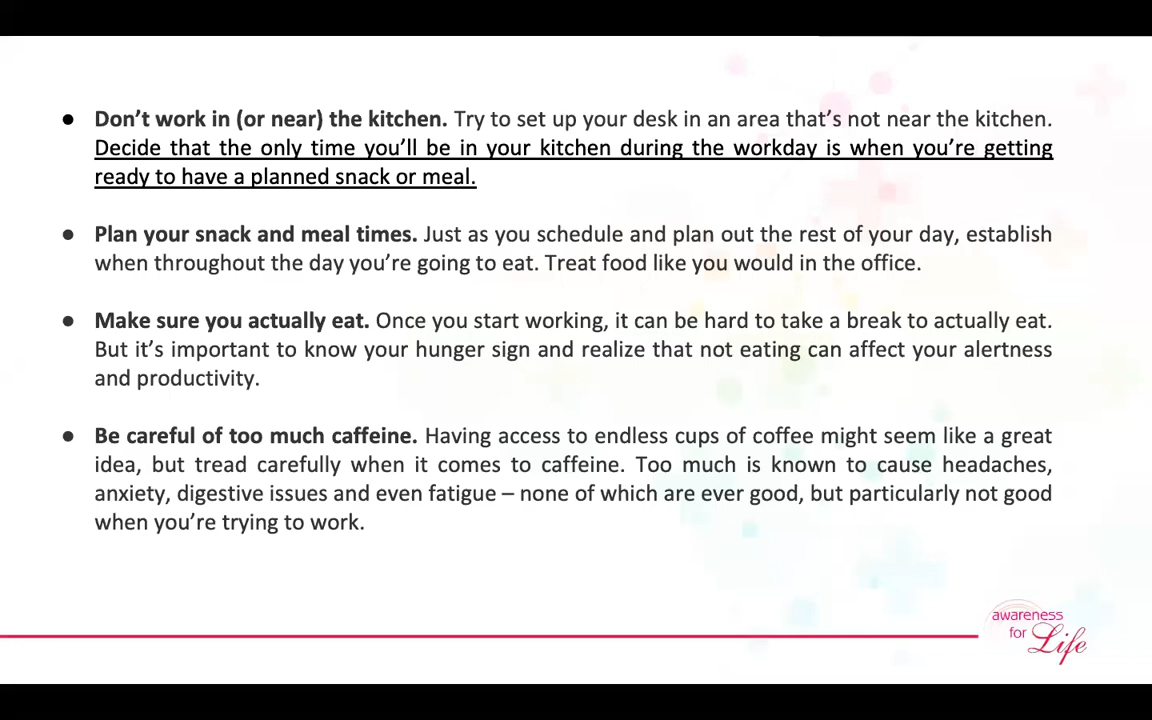 ● Don’t work in (or near) the kitchen. Try to set up your desk in an area that’s not near the kitchen.
Decide that the only time you’ll be in your kitchen during the workday is when you’re getting
ready to have a planned snack or meal.
● Plan your snack and meal times. Just as you schedule and plan out the rest of your day, establish
when throughout the day you’re going to eat. Treat food like you would in the office.
● Make sure you actually eat. Once you start working, it can be hard to take a break to actually eat.
But it’s important to know your hunger sign and realize that not eating can affect your alertness
and productivity.
● Be careful of too much caffeine. Having access to endless cups of coffee might seem like a great
idea, but tread carefully when it comes to caffeine. Too much is known to cause headaches,
anxiety, digestive issues and even fatigue – none of which are ever good, but particularly not good
when you’re trying to work.
awareness
for Life